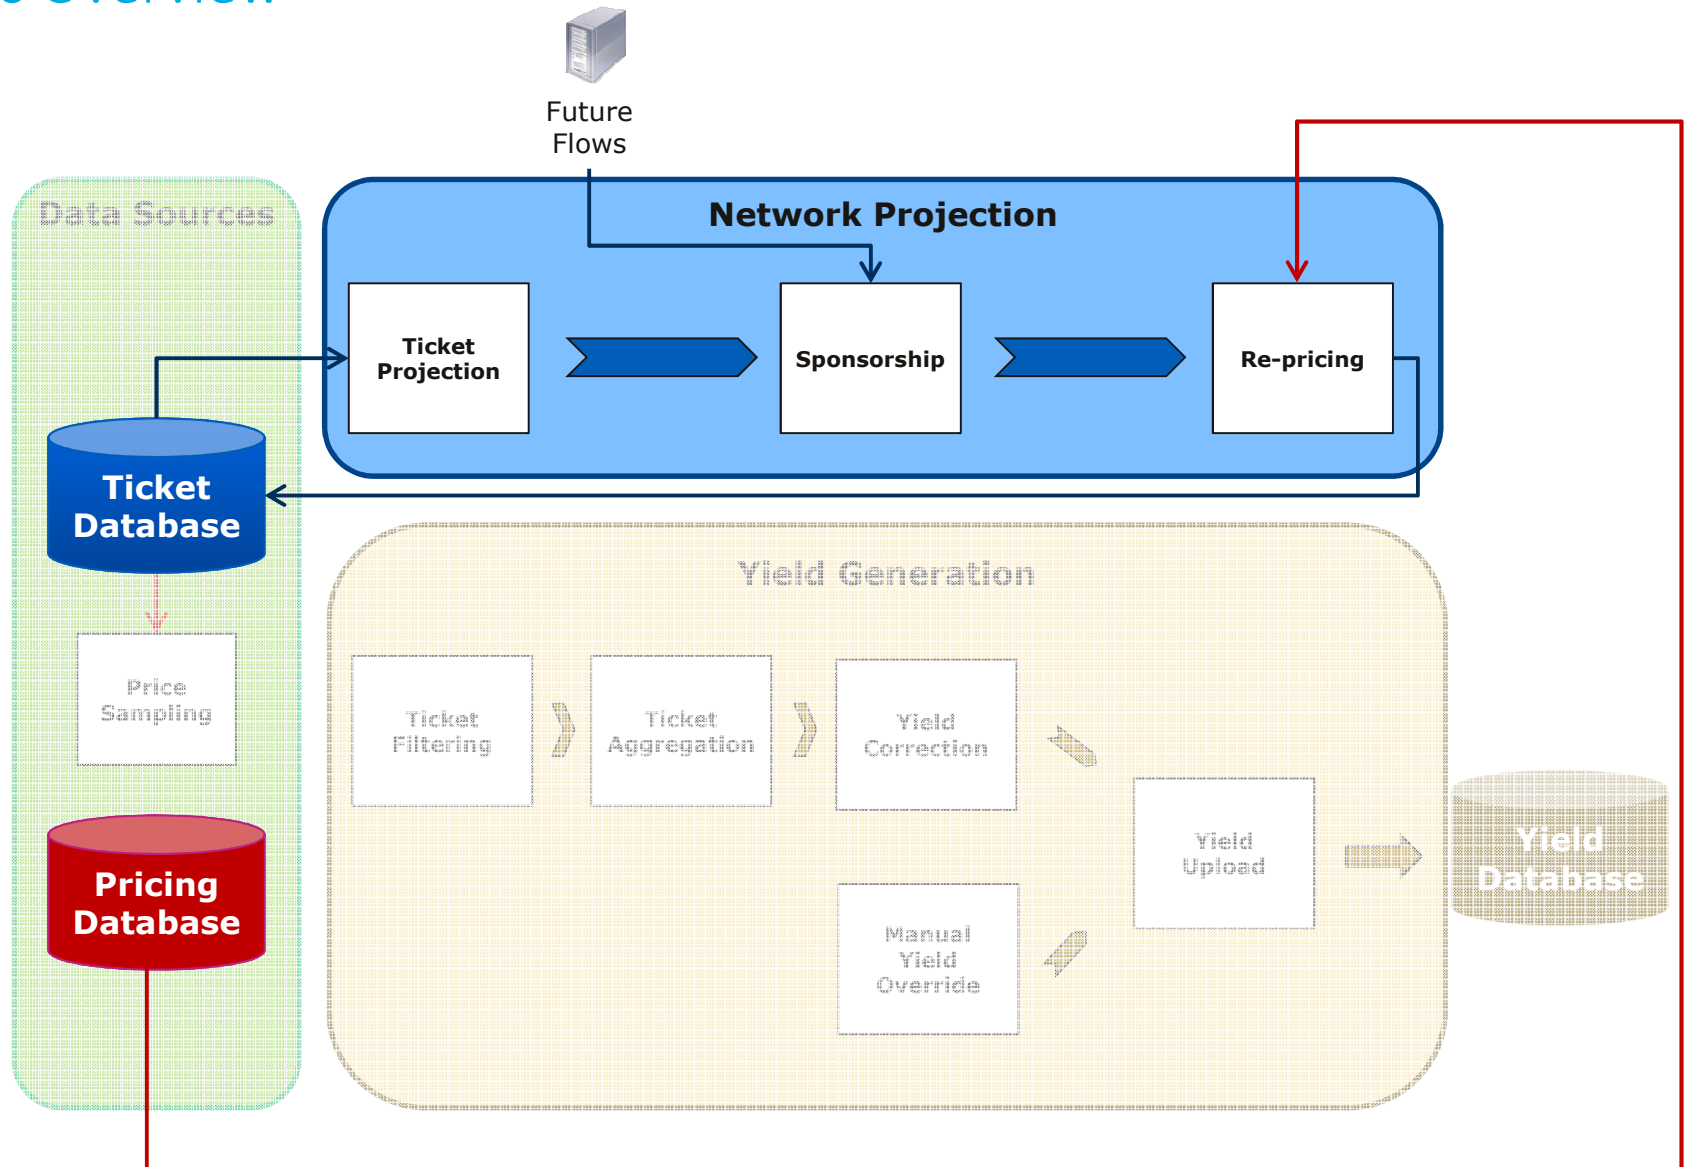 Overview
Future
Flows
Data Sources
Network Projection
Ticket
Projection
Sponsorship
Re-pricing
Ticket
Database
Yield Generation
Price
Sampling
Ticket
Filtering
Ticket
Aggregation
Yield
Correction
Yield
Upload
Yield
Database
Pricing
Database
Manual
Yield
Override